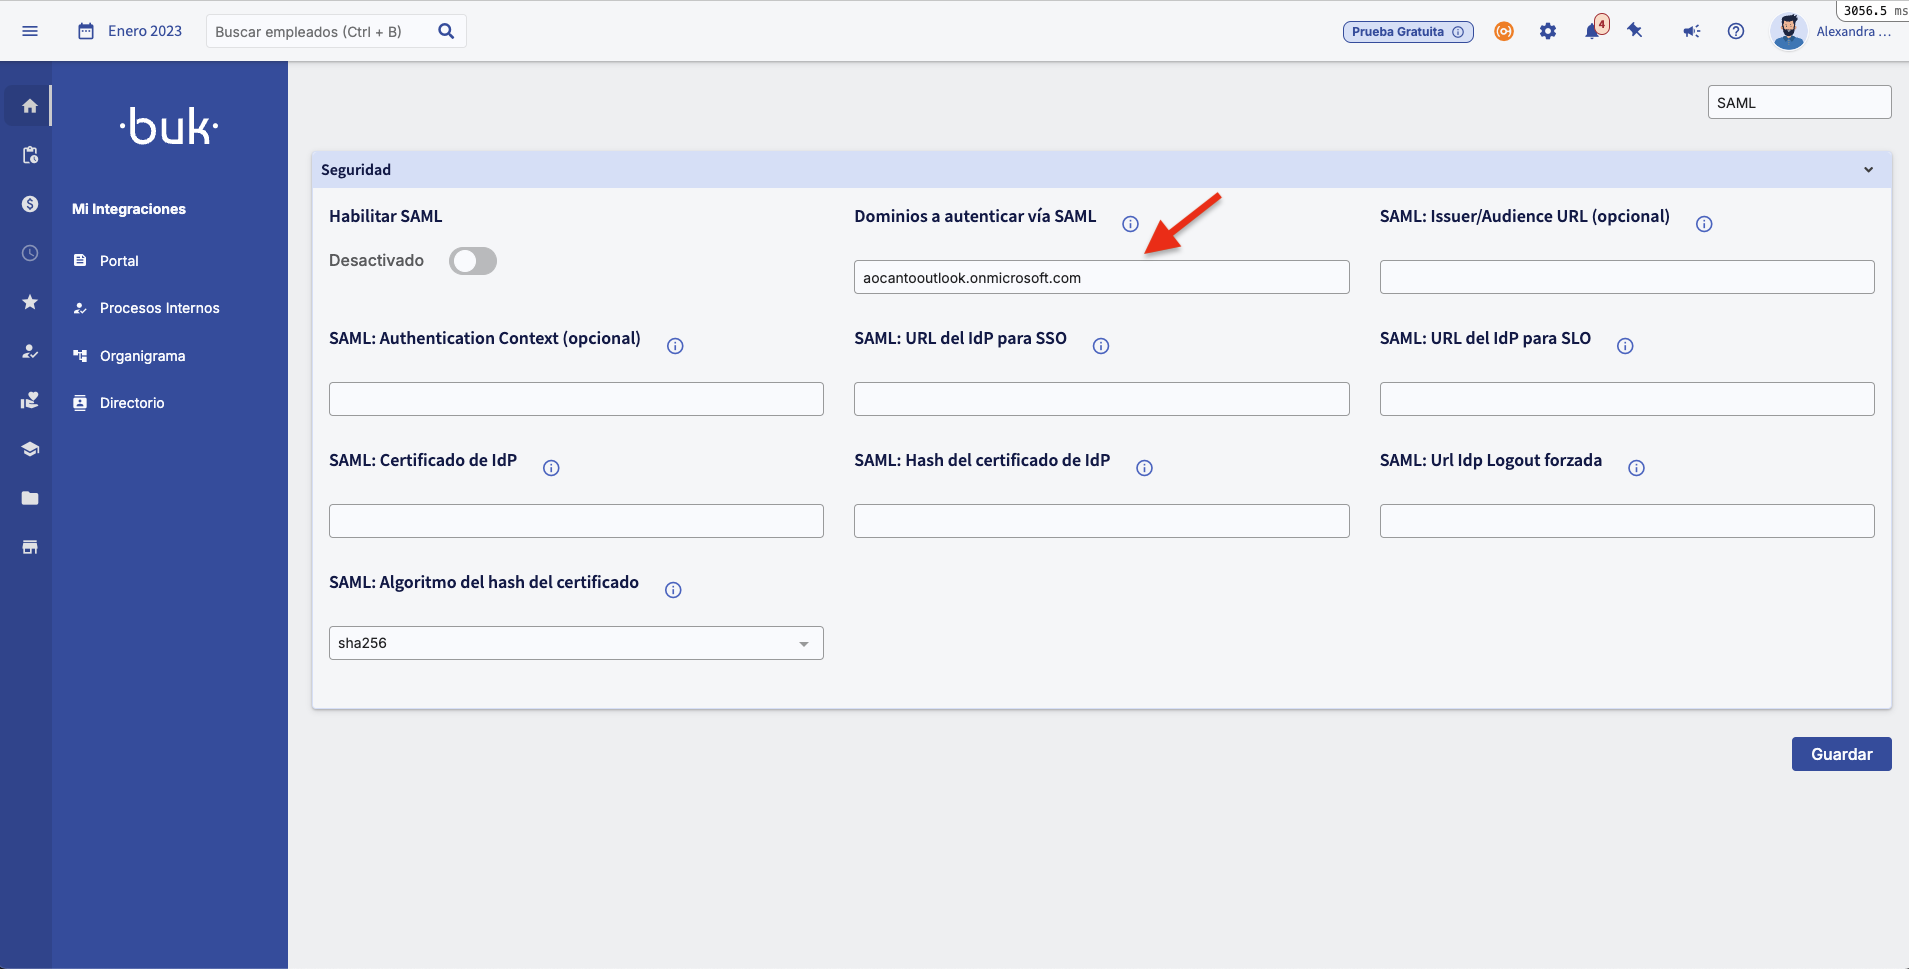 3056.5 ms
Enero 2023
Buscar empleados (Ctrl + B)
Prueba Gratuita
4
Alexandra ...
·buk·
SAML
Mi Integraciones
Portal
Procesos Internos
Organigrama
Directorio
Seguridad
Habilitar SAML
Desactivado
Dominios a autenticar vía SAML
aocantooutlook.onmicrosoft.com
SAML: Issuer/Audience URL (opcional)
SAML: Authentication Context (opcional)
SAML: URL del IdP para SSO
SAML: URL del IdP para SLO
SAML: Certificado de IdP
SAML: Hash del certificado de IdP
SAML: Url Idp Logout forzada
SAML: Algoritmo del hash del certificado
sha256
Guardar